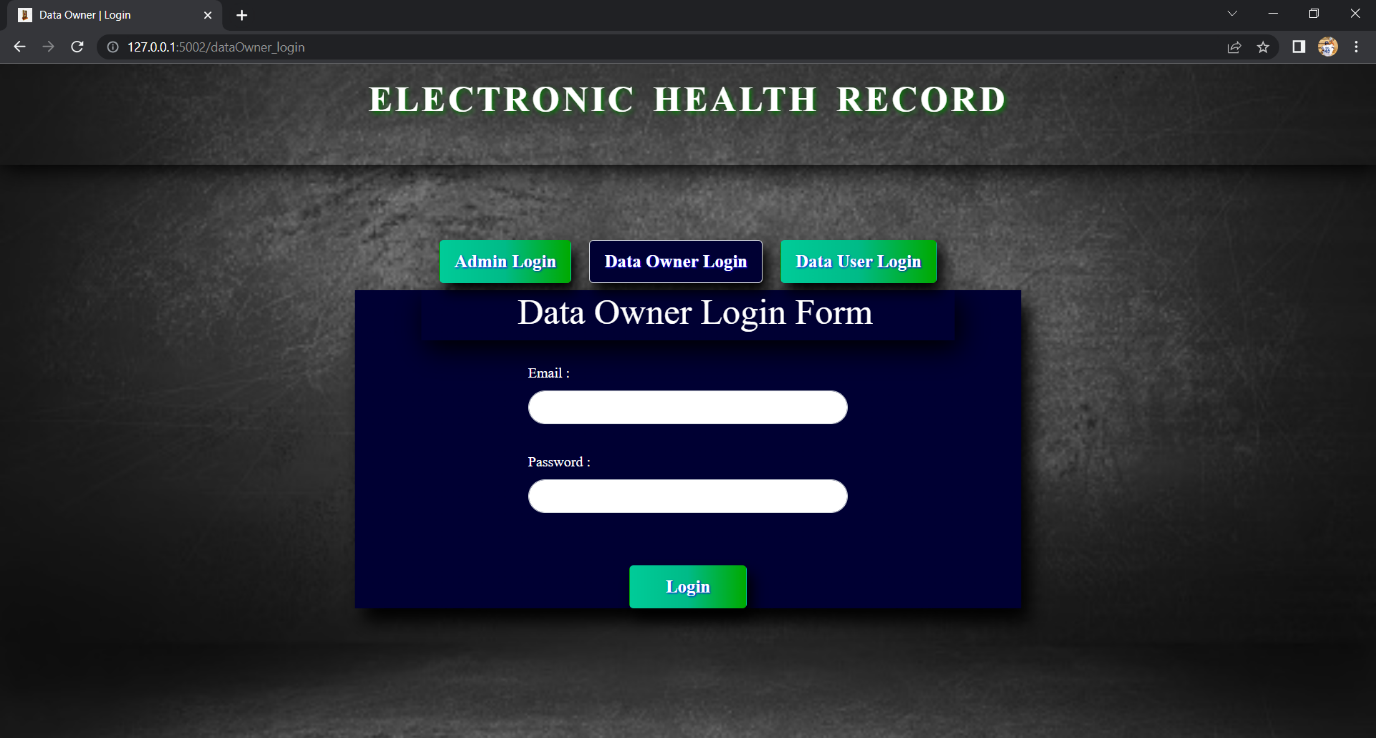 Data Owner | Login
127.0.0.1:5002/dataOwner_login
ELECTRONIC HEALTH RECORD
Admin Login Data Owner Login Data User Login
Data Owner Login Form
Email :
Password :
Login